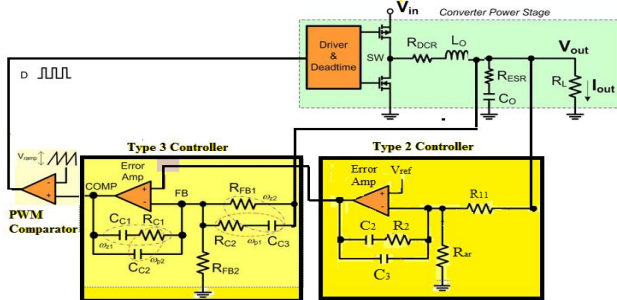 Vin
Converter Power Stage
Driver
&
Deadtime
SW
RDCR
LO
Vout
RESR
CO
RL
Iout
D
Type 3 Controller
Type 2 Controller
Vramp
PWM
Comparator
COMP
Error
Amp
FB
RFB1
ωz2
CC1
RC1
ωz1
CC2
ωp2
RC2
ωp1
CC3
RFB2
Error
Amp
Vref
R11
C2
R2
C3
Rar